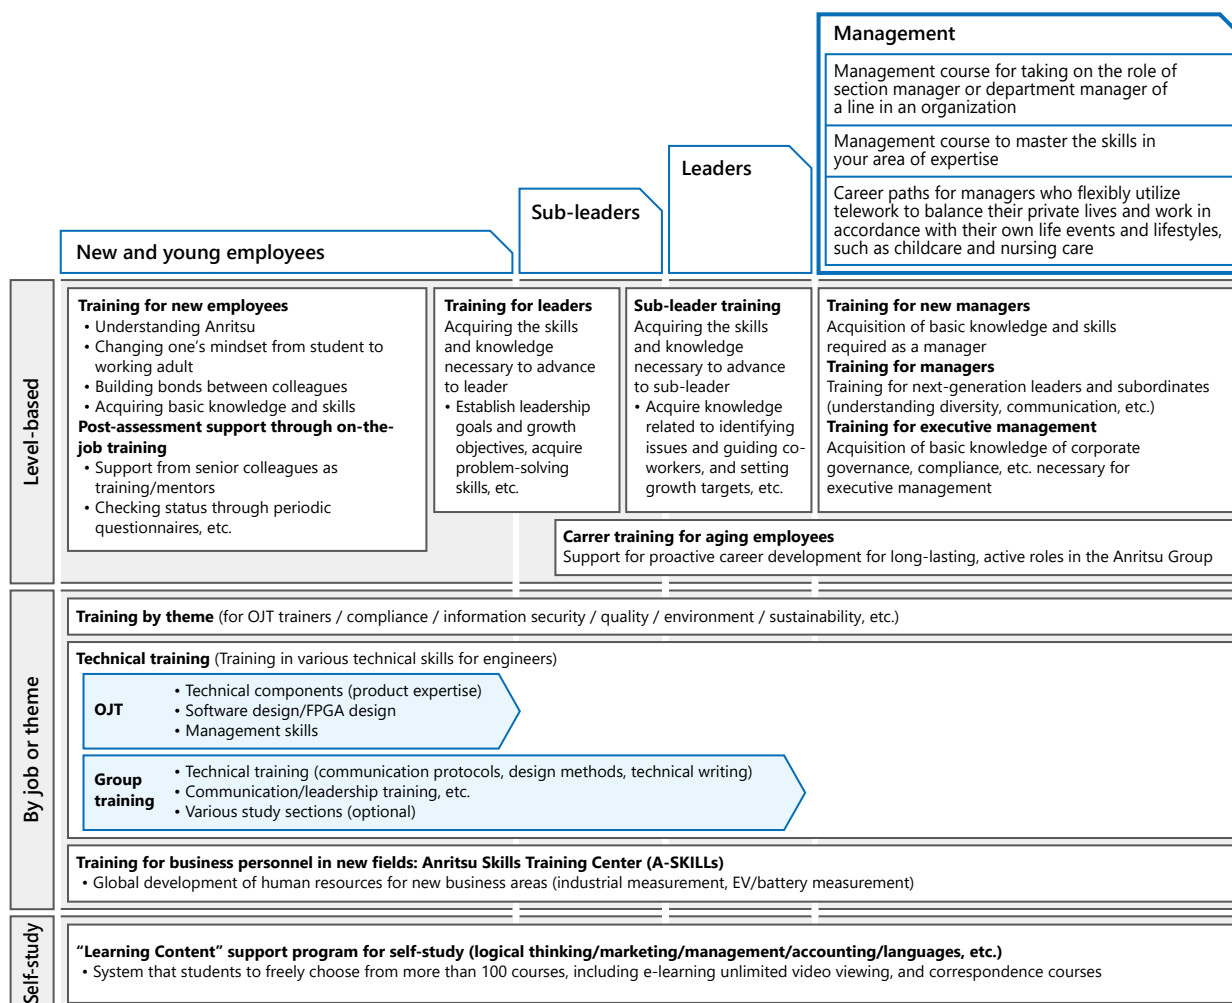 Management
Management course for taking on the role of
section manager or department manager of
a line in an organization
Management course to master the skills in
your area of expertise
Career paths for managers who flexibly utilize
telework to balance their private lives and work in
accordance with their own life events and lifestyles,
such as childcare and nursing care
Leaders
Sub-leaders
New and young employees
Level-based
Training for new employees
• Understanding Anritsu
• Changing one's mindset from student to
working adult
• Building bonds between colleagues
• Acquiring basic knowledge and skills
Post-assessment support through on-the-
job training
• Support from senior colleagues as
training/mentors
• Checking status through periodic
questionnaires, etc.
Training for leaders
Acquiring the skills
and knowledge
necessary to advance
to leader
• Establish leadership
goals and growth
objectives, acquire
problem-solving
skills, etc.
Sub-leader training
Acquiring the skills
and knowledge
necessary to advance
to sub-leader
• Acquire knowledge
related to identifying
issues and guiding co-
workers, and setting
growth targets, etc.
Training for new managers
Acquisition of basic knowledge and skills
required as a manager
Training for managers
Training for next-generation leaders and subordinates
(understanding diversity, communication, etc.)
Training for executive management
Acquisition of basic knowledge of corporate
governance, compliance, etc. necessary for
executive management
Carrer training for aging employees
Support for proactive career development for long-lasting, active roles in the Anritsu Group
By job or theme
Training by theme (for OJT trainers / compliance / information security / quality / environment / sustainability, etc.)
Technical training (Training in various technical skills for engineers)
OJT
• Technical components (product expertise)
• Software design/FPGA design
• Management skills
Group
training
• Technical training (communication protocols, design methods, technical writing)
• Communication/leadership training, etc.
• Various study sections (optional)
Training for business personnel in new fields: Anritsu Skills Training Center (A-SKILLs)
• Global development of human resources for new business areas (industrial measurement, EV/battery measurement)
Self-study
“Learning Content” support program for self-study (logical thinking/marketing/management/accounting/languages, etc.)
• System that students to freely choose from more than 100 courses, including e-learning unlimited video viewing, and correspondence courses